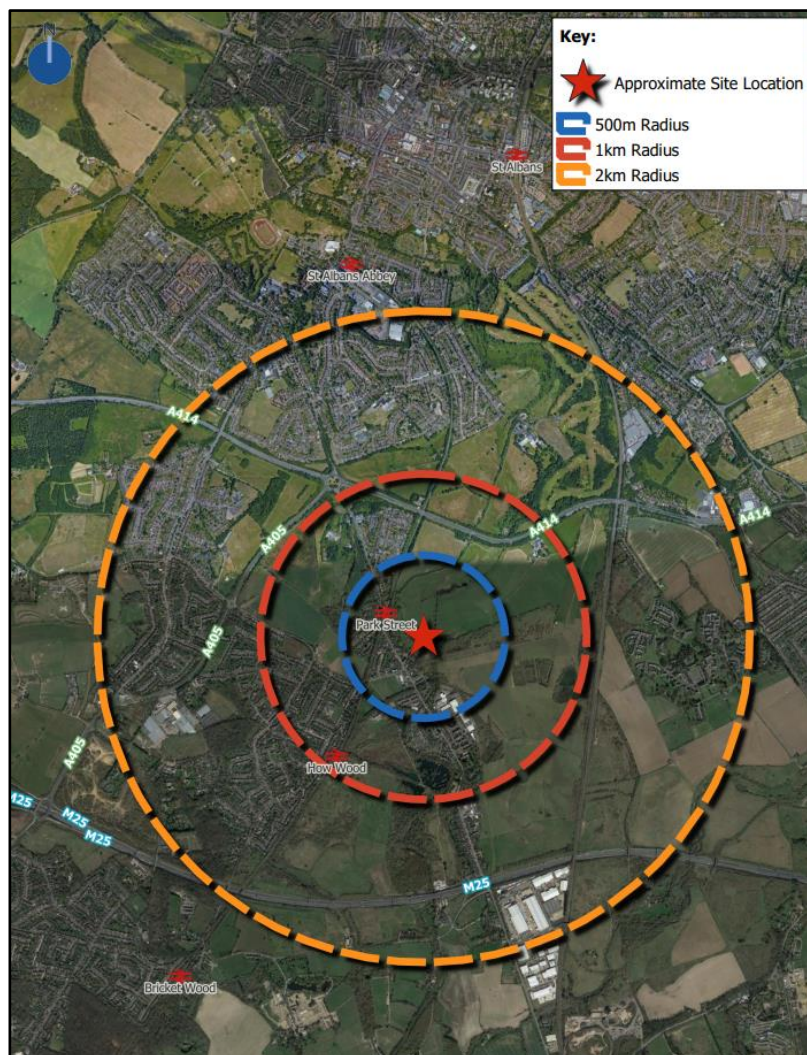 N
Key:
Approximate Site Location
500m Radius
1km Radius
2km Radius
St Albans
St Albans Abbey
A414
A414
A414
A405
Park Street
A405
A405
How Wood
M25
M25
M25
M25
Bricket Wood